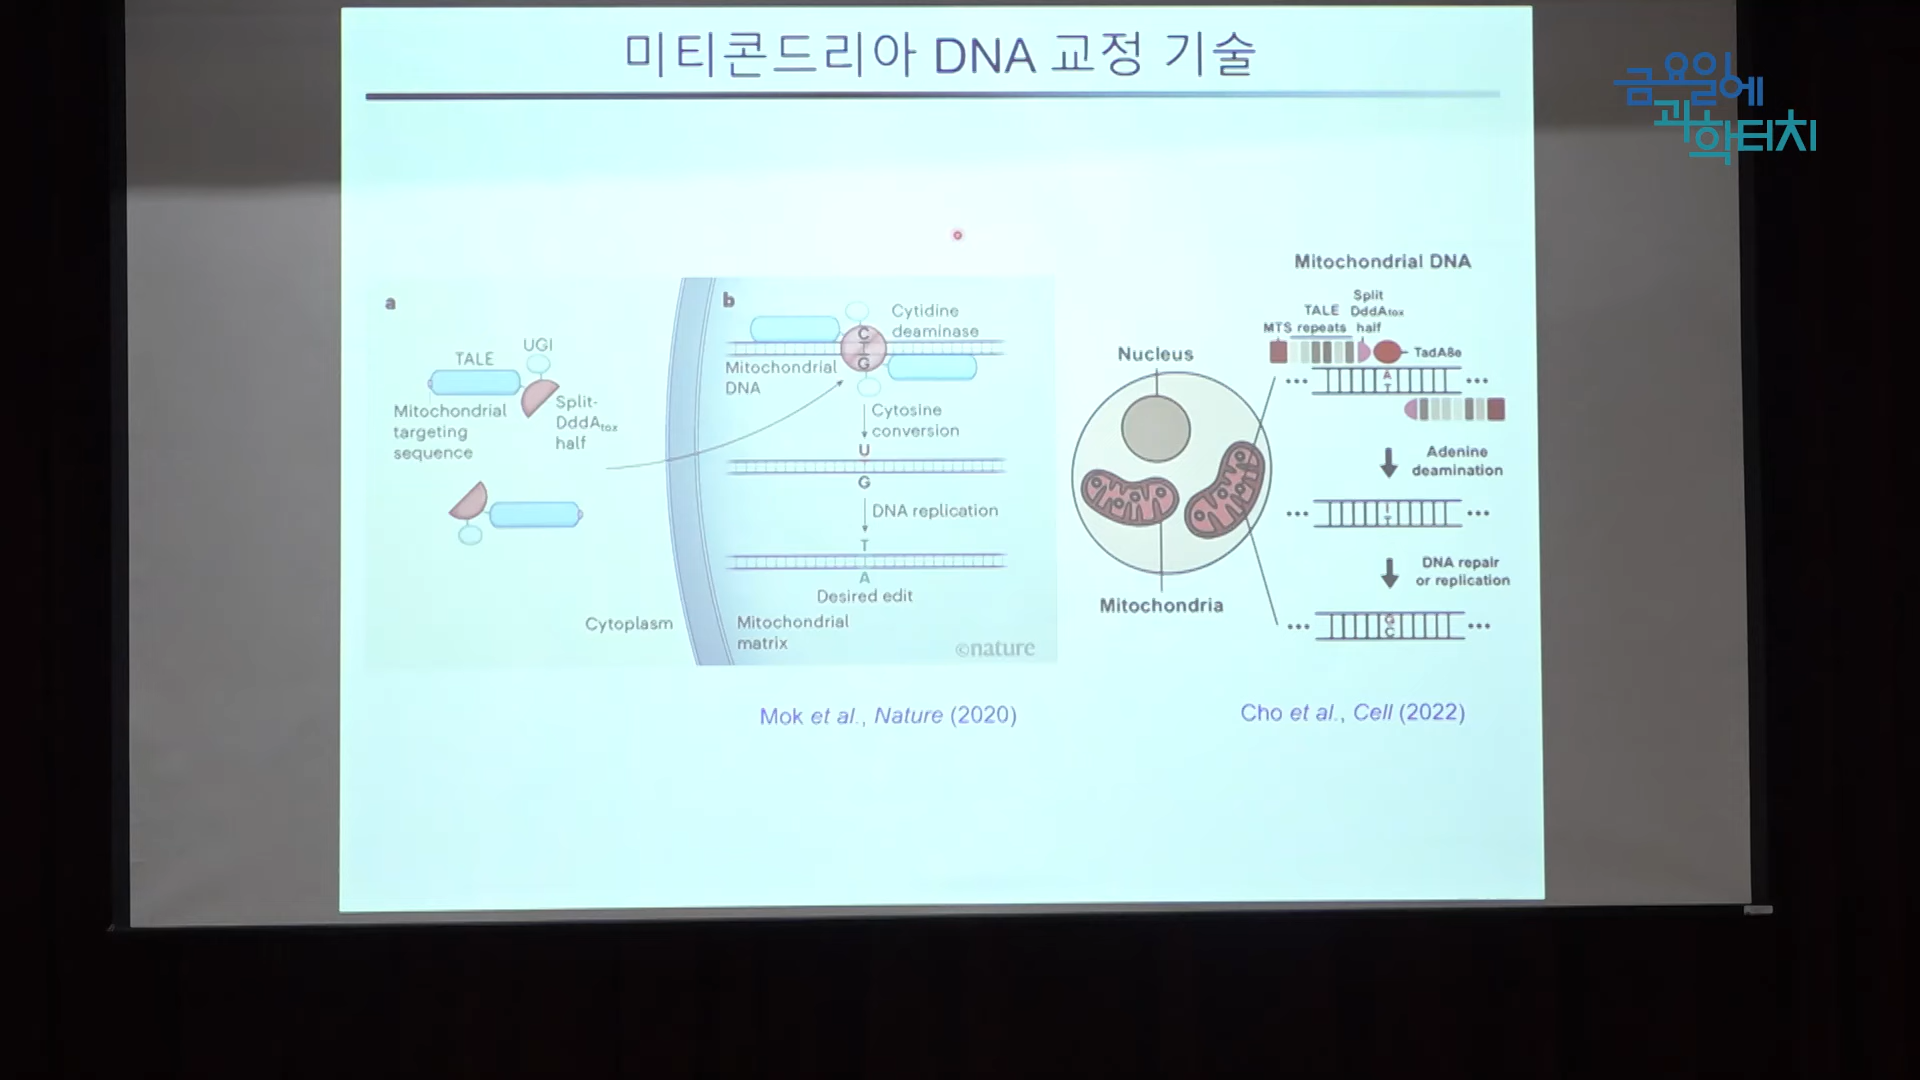 미티콘드리아 DNA 교정 기술
금요일에
과학터치
a
TALE
UGI
Mitochondrial
targeting
sequence
Split-
DddAtox
half
Cytoplasm
b
Cytidine
deaminase
C
G
Mitochondrial
DNA
Cytosine
conversion
U
G
DNA replication
T
A
Desired edit
Mitochondrial
matrix
©nature
Mok et al., Nature (2020)
Nucleus
Mitochondria
Mitochondrial DNA
Split
TALE DddAtox
MTS repeats half
TadA8e
A
T
Adenine
deamination
I
T
DNA repair
or replication
G
C
Cho et al., Cell (2022)